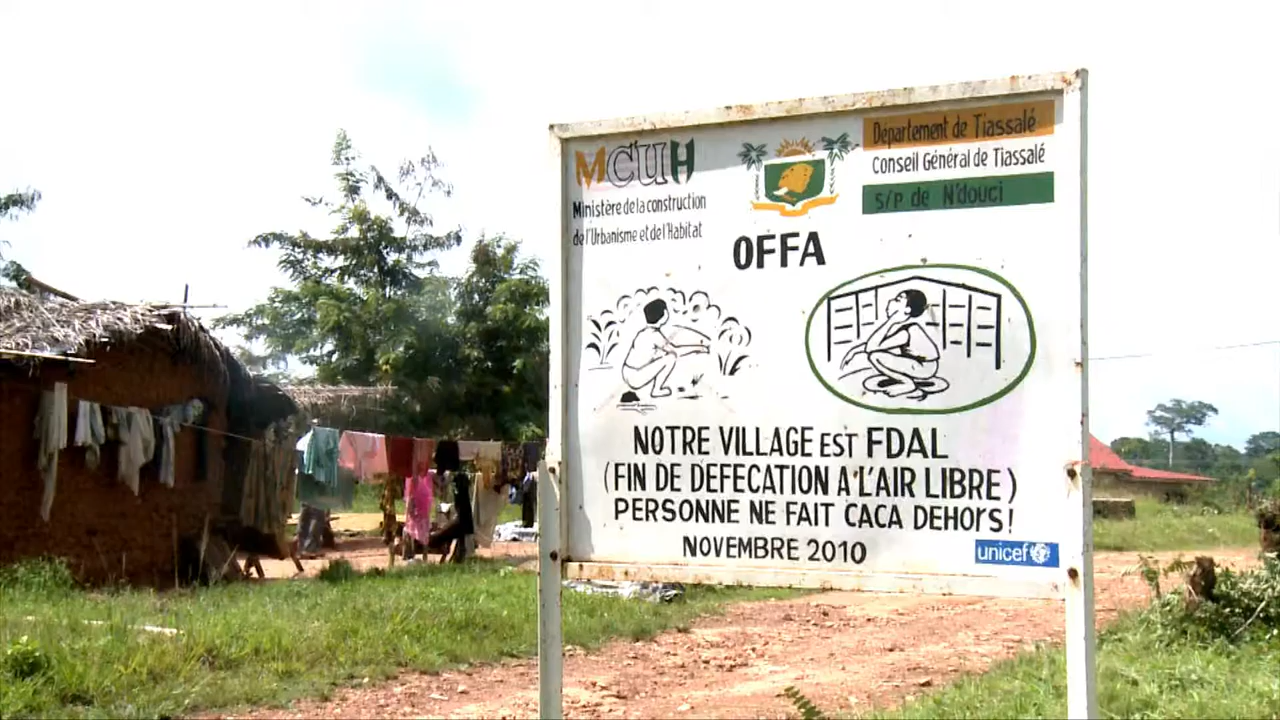 MCUH
Ministère de la construction
de l'Urbanisme et de l'Habitat
Département de Tiassalé
Conseil Général de Tiassalé
S/P de N'douci
OFFA
NOTRE VILLAGE EST FDAL
(FIN DE DEFECATION A L'AIR LIBRE)
PERSONNE NE FAIT CACA DEHORS!
NOVEMBRE 2010
unicef